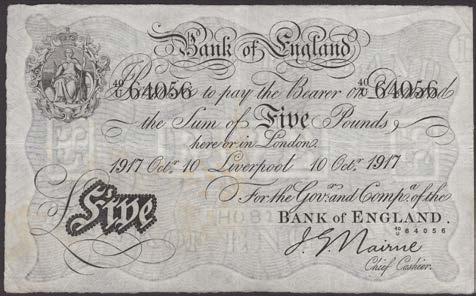 Bank of England
40/U 64056 40/U 64056
to pay the Bearer on Demand
the Sum of Five Pounds
here or in London
1917 Octr. 10 Liverpool 10 Octr. 1917
For the Govr. and Compa. of the
BANK of ENGLAND.
Five
40/U 64056
J. G. Nairne
Chief Cashier.